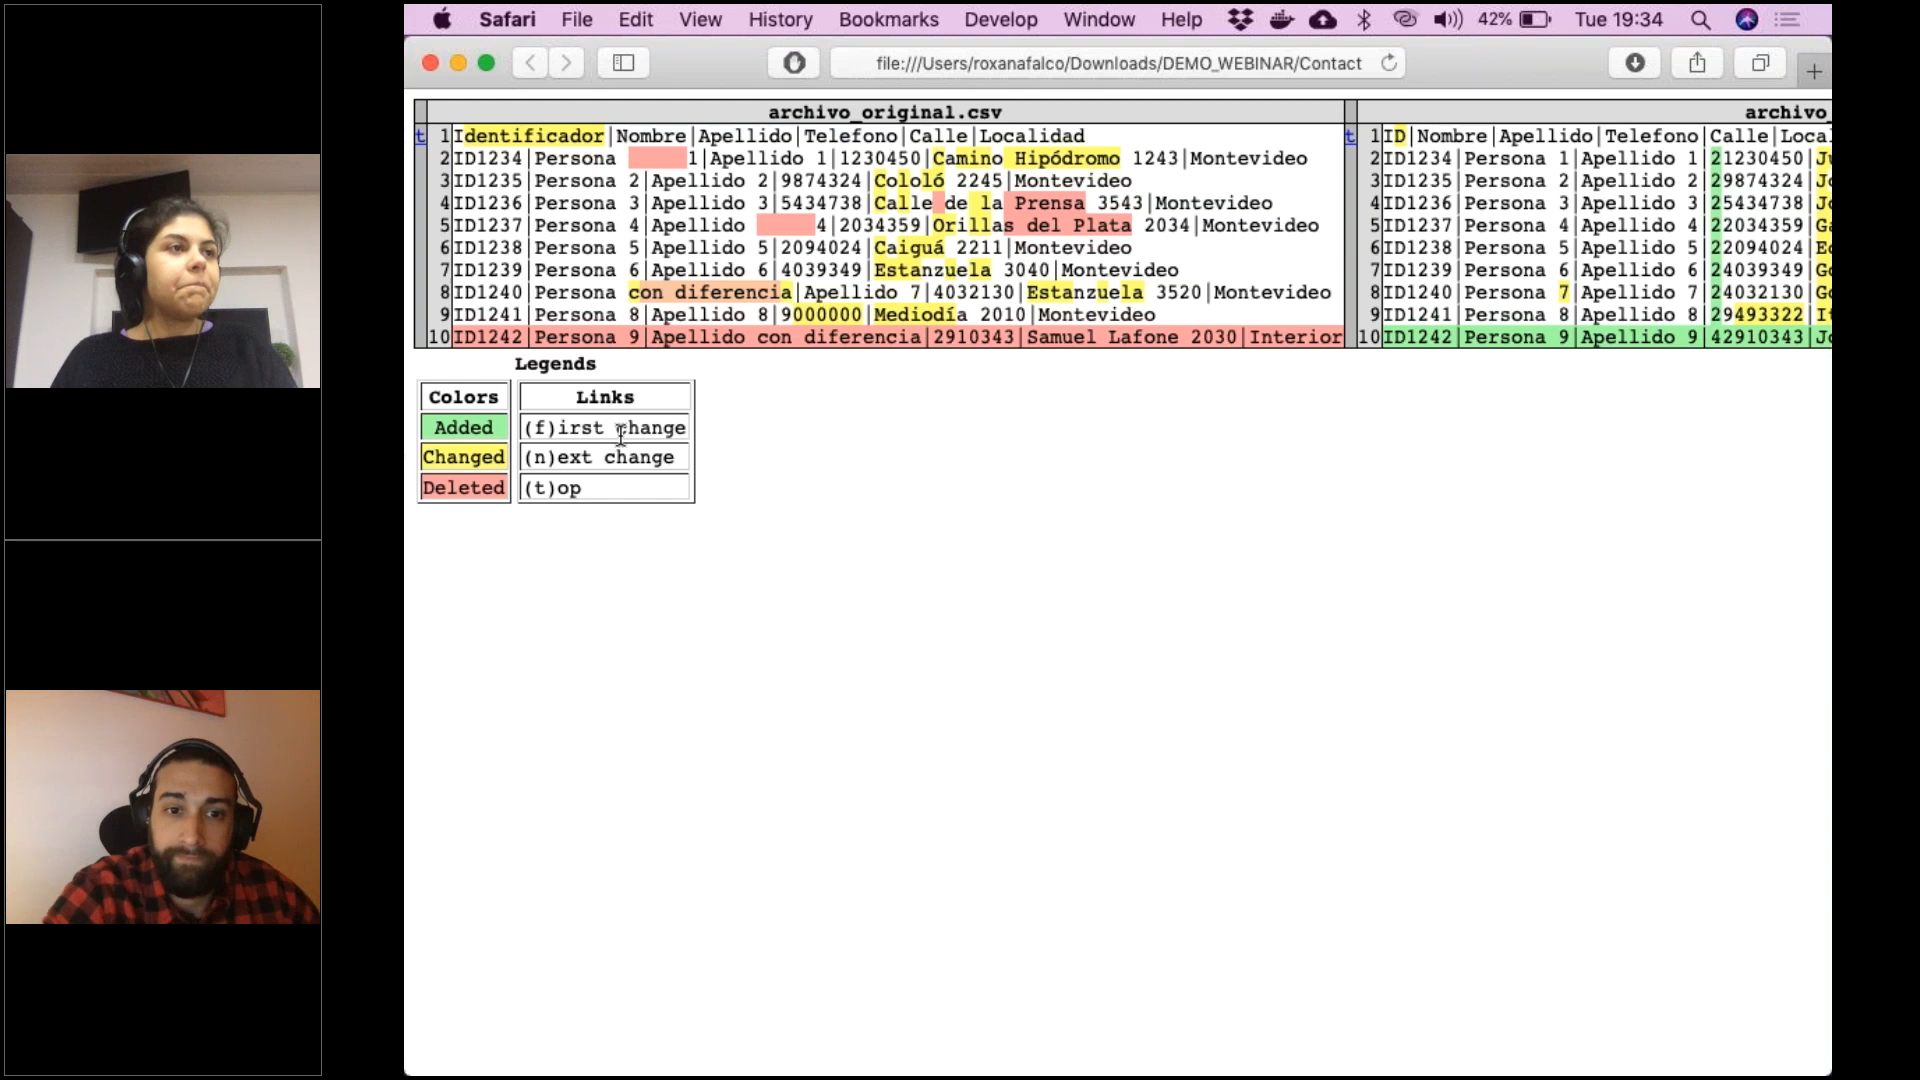 Safari File Edit View History Bookmarks Develop Window Help 42% Tue 19:34
file:///Users/roxanafalco/Downloads/DEMO_WEBINAR/Contact
archivo_original.csv
t 1 Identificador|Nombre|Apellido|Telefono|Calle|Localidad
2 ID1234|Persona 1|Apellido 1|1230450|Camino Hipódromo 1243|Montevideo
3 ID1235|Persona 2|Apellido 2|9874324|Cololó 2245|Montevideo
4 ID1236|Persona 3|Apellido 3|5434738|Calle de la Prensa 3543|Montevideo
5 ID1237|Persona 4|Apellido 4|2034359|Orillas del Plata 2034|Montevideo
6 ID1238|Persona 5|Apellido 5|2094024|Caiguá 2211|Montevideo
7 ID1239|Persona 6|Apellido 6|4039349|Estanzuela 3040|Montevideo
8 ID1240|Persona con diferencia|Apellido 7|4032130|Estanzuela 3520|Montevideo
9 ID1241|Persona 8|Apellido 8|9000000|Mediodía 2010|Montevideo
10 ID1242|Persona 9|Apellido con diferencia|2910343|Samuel Lafone 2030|Interior
archivo_
t 1 ID|Nombre|Apellido|Telefono|Calle|Loca
2 ID1234|Persona 1|Apellido 1|21230450|
3 ID1235|Persona 2|Apellido 2|29874324|
4 ID1236|Persona 3|Apellido 3|25434738|
5 ID1237|Persona 4|Apellido 4|22034359|
6 ID1238|Persona 5|Apellido 5|22094024|
7 ID1239|Persona 6|Apellido 6|24039349|
8 ID1240|Persona 7|Apellido 7|24032130|
9 ID1241|Persona 8|Apellido 8|29493322|
10 ID1242|Persona 9|Apellido 9|42910343|
Legends
Colors
Added
Changed
Deleted
Links
(f)irst change
(n)ext change
(t)op